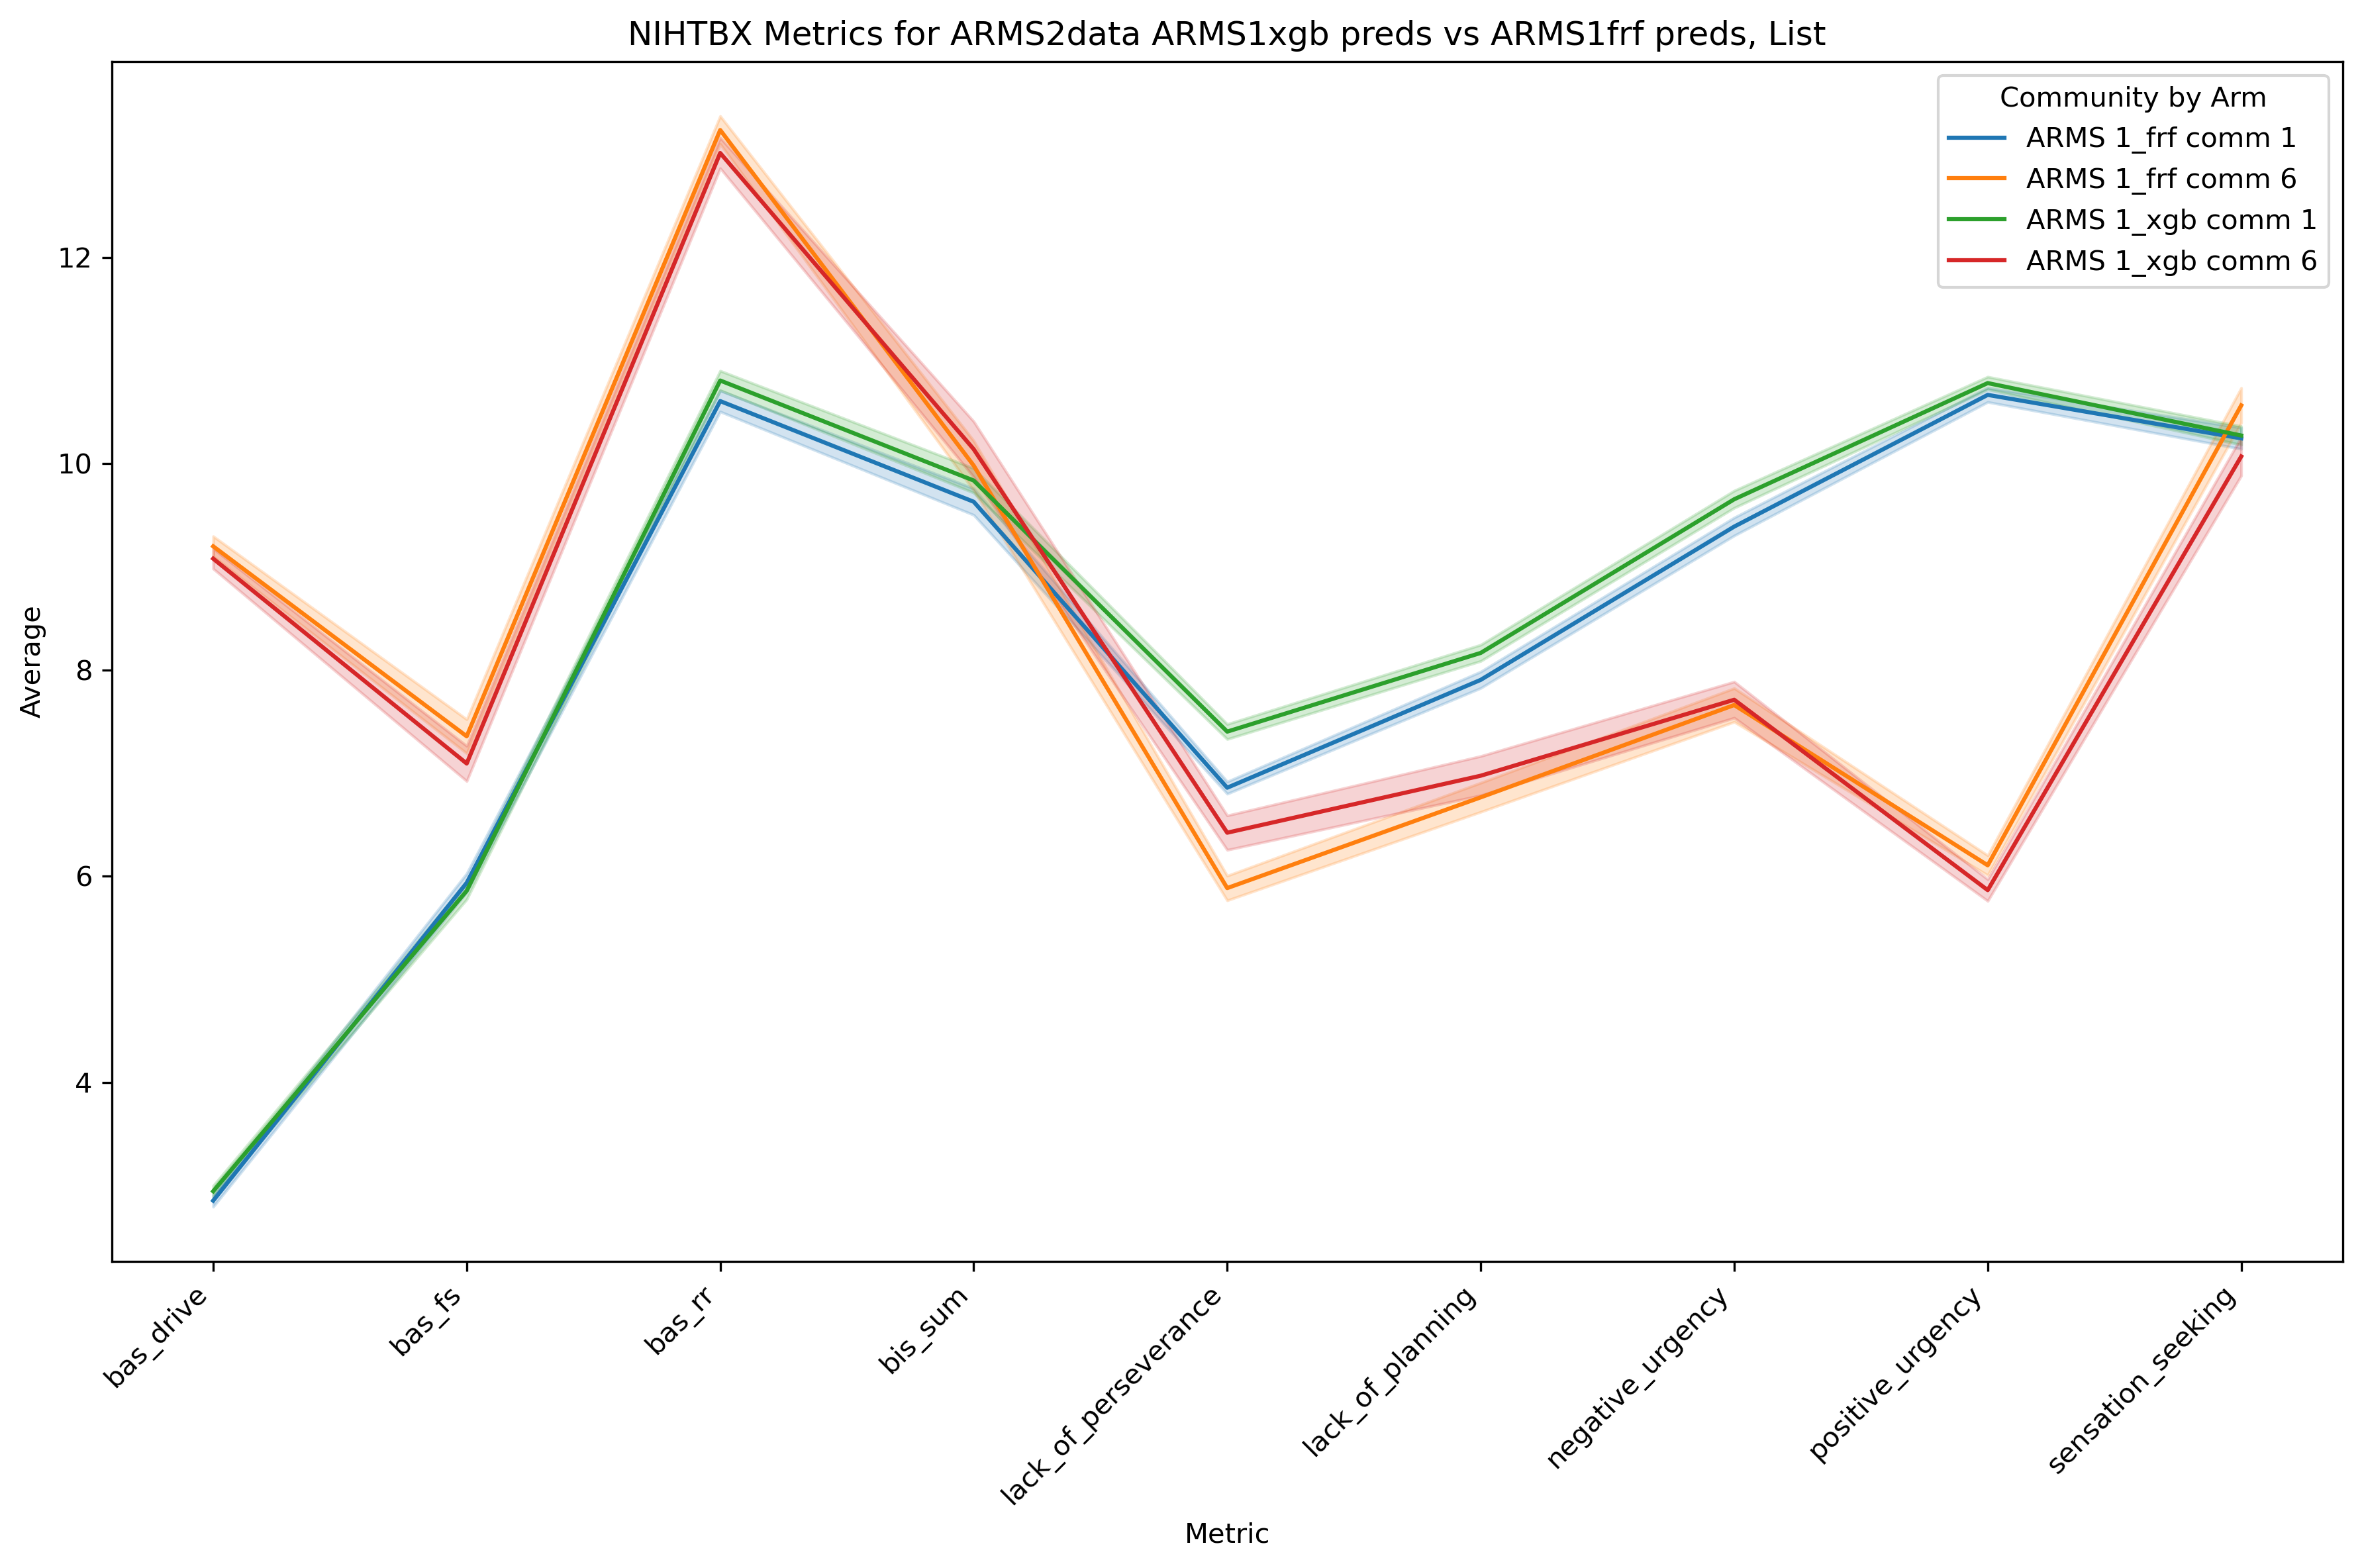 NIHTBX Metrics for ARMS2data ARMS1xgb preds vs ARMS1frf preds, List
Community by Arm
ARMS 1_frf comm 1
ARMS 1_frf comm 6
ARMS 1_xgb comm 1
ARMS 1_xgb comm 6
Average
12
10
8
6
4
bas_drive
bas_fs
bas_rr
bis_sum
lack_of_perseverance
lack_of_planning
negative_urgency
positive_urgency
sensation_seeking
Metric